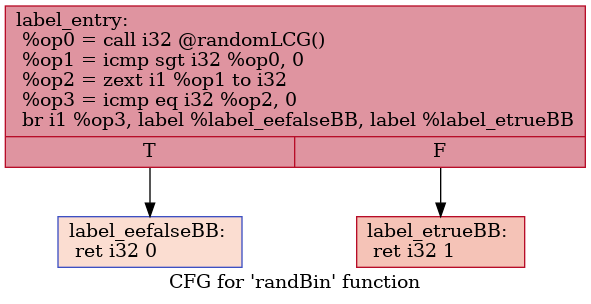 label_entry:
%op0 = call i32 @randomLCG()
%op1 = icmp sgt i32 %op0, 0
%op2 = zext i1 %op1 to i32
%op3 = icmp eq i32 %op2, 0
br i1 %op3, label %label_eefalseBB, label %label_etrueBB
T F
label_eefalseBB:
ret i32 0
label_etrueBB:
ret i32 1
CFG for 'randBin' function